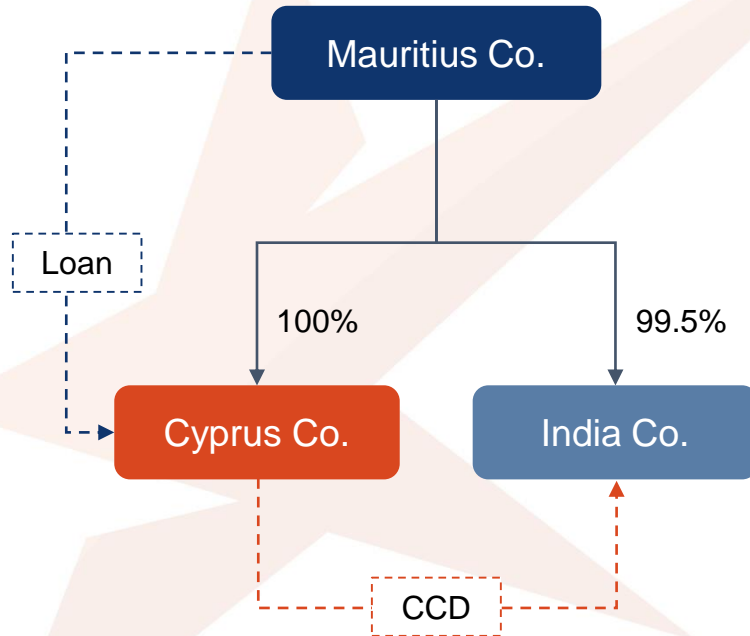 Mauritius Co.
Loan
100%
99.5%
Cyprus Co.
India Co.
CCD